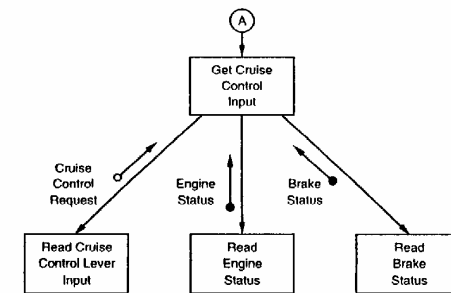 A
Get Cruise
Control
Input
Cruise
Control
Request
Engine
Status
Brake
Status
Read Cruise
Control Lever
Input
Read
Engine
Status
Read
Brake
Status